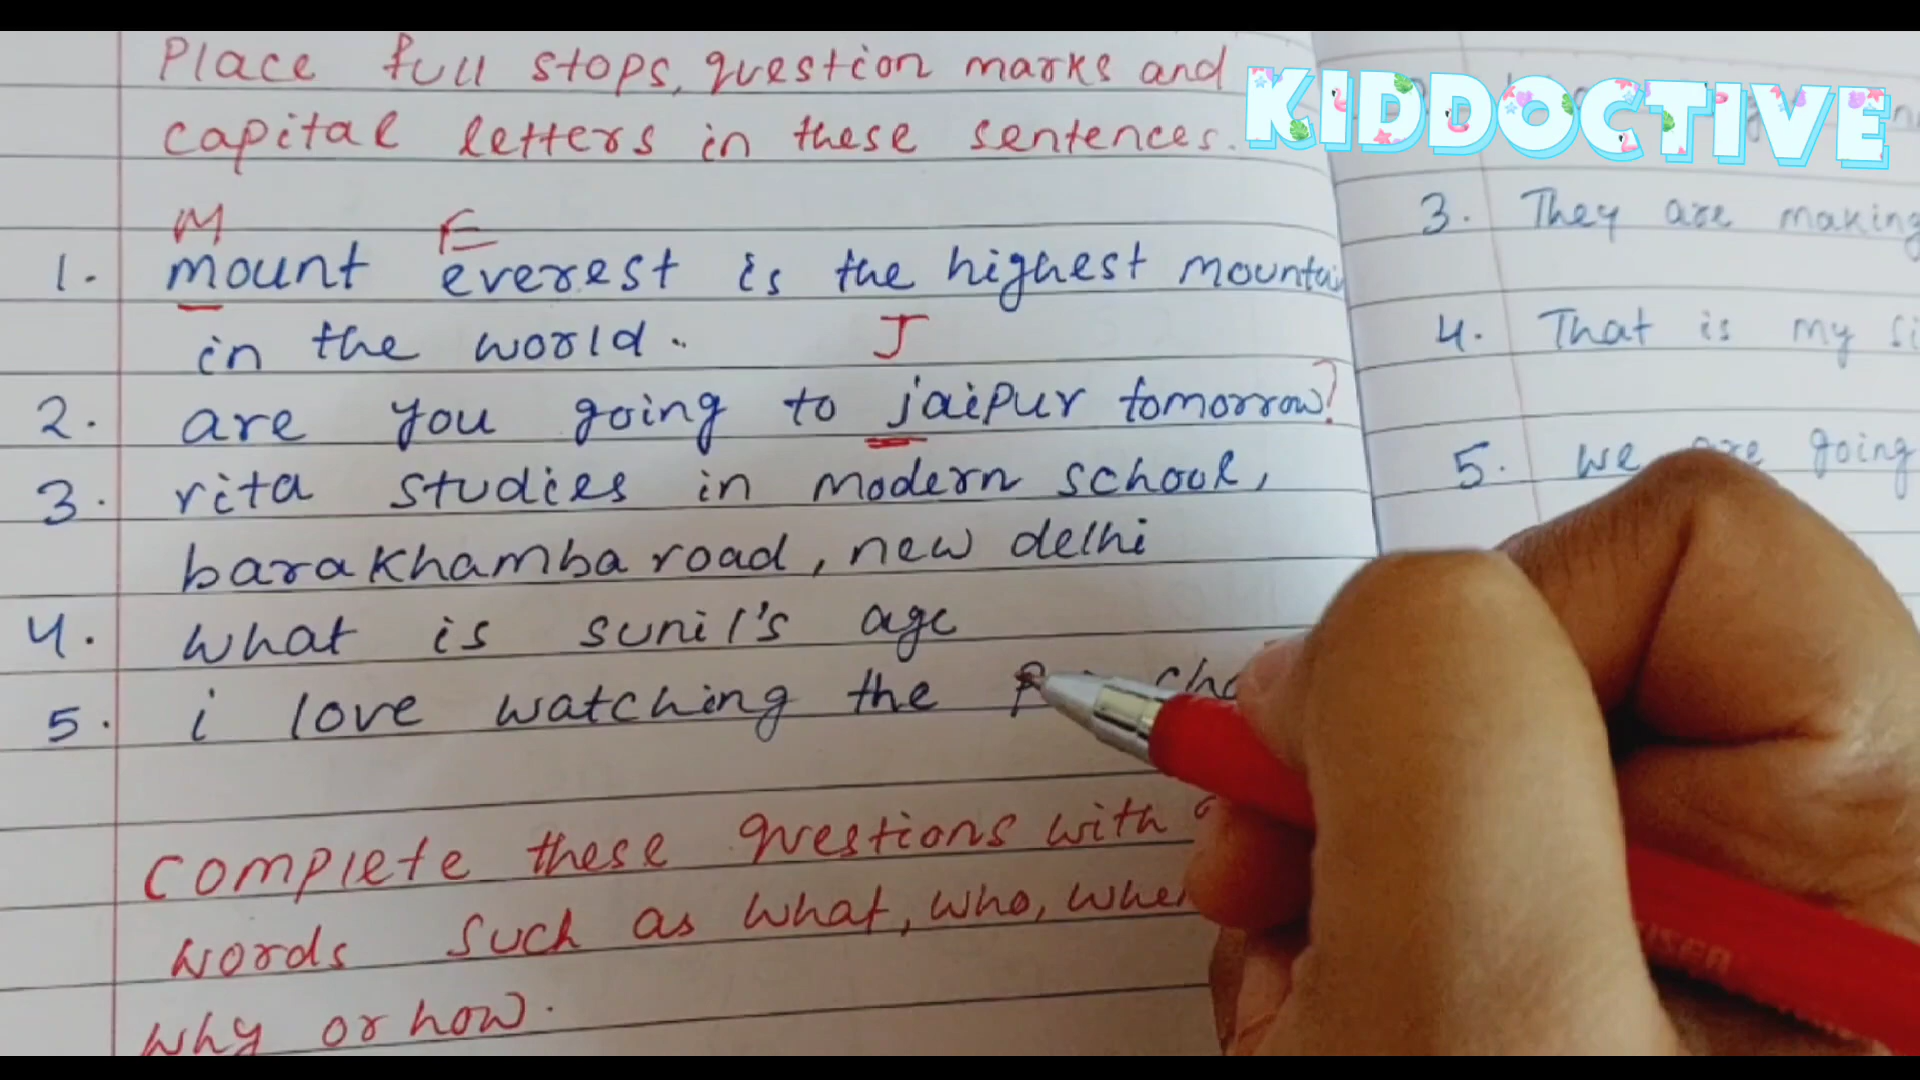 Place full stops, question marks and
capital letters in these sentences.
KIDDOCTIVE
M E
1. mount everest is the highest mountain
in the world.
J
2. are you going to jaipur tomorrow?
3. rita studies in modern school,
barakhamba road, new delhi
4. what is sunil's age
5. i love watching the
Complete these questions with
words such as what, who,
why or how.
3. They are making
4. That is my
5. we are going